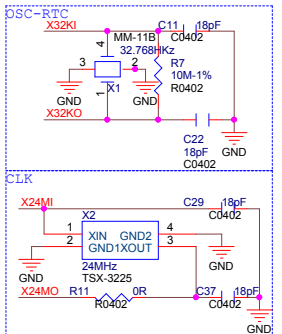 OSC-RTC
X32KI
C11
18pF
C0402
MM-11B
32.768HKz
4
3
2
1
X1
GND
GND
R7
10M-1%
R0402
X32KO
C22
18pF
C0402
GND
CLK
X24MI
C29
18pF
C0402
X2
1
XIN
GND2
4
2
GND1
XOUT
3
24MHz
TSX-3225
GND
GND
X24MO
R11
0R
R0402
C37
18pF
C0402
GND